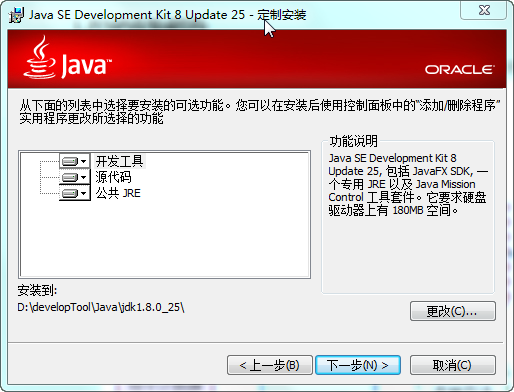 Java SE Development Kit 8 Update 25 - 定制安装
Java™
ORACLE
从下面的列表中选择要安装的可选功能。您可以在安装后使用控制面板中的“添加/删除程序”
实用程序更改所选择的功能
开发工具
源代码
公共 JRE
功能说明
Java SE Development Kit 8
Update 25, 包括 JavaFX SDK, 一
个专用 JRE 以及 Java Mission
Control 工具套件。它要求硬盘
驱动器上有 180MB 空间。
安装到:
D:\developTool\Java\jdk1.8.0_25\
更改(C)...
< 上一步(B)
下一步(N) >
取消(C)